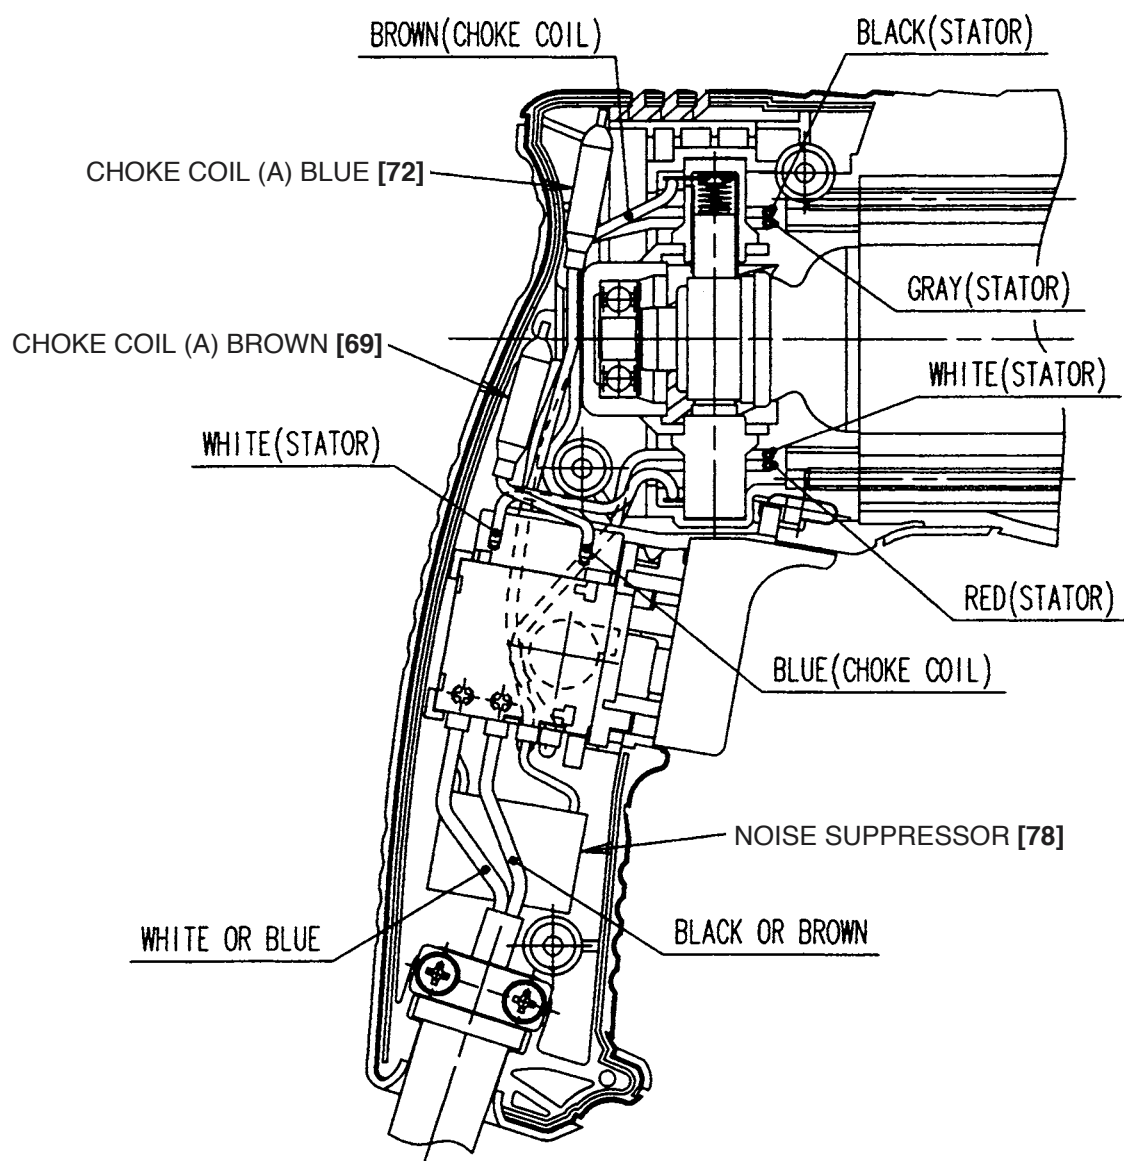 BROWN(CHOKE COIL)
BLACK(STATOR)
CHOKE COIL (A) BLUE [72]
GRAY(STATOR)
CHOKE COIL (A) BROWN [69]
WHITE(STATOR)
WHITE(STATOR)
RED(STATOR)
BLUE(CHOKE COIL)
NOISE SUPPRESSOR [78]
WHITE OR BLUE
BLACK OR BROWN